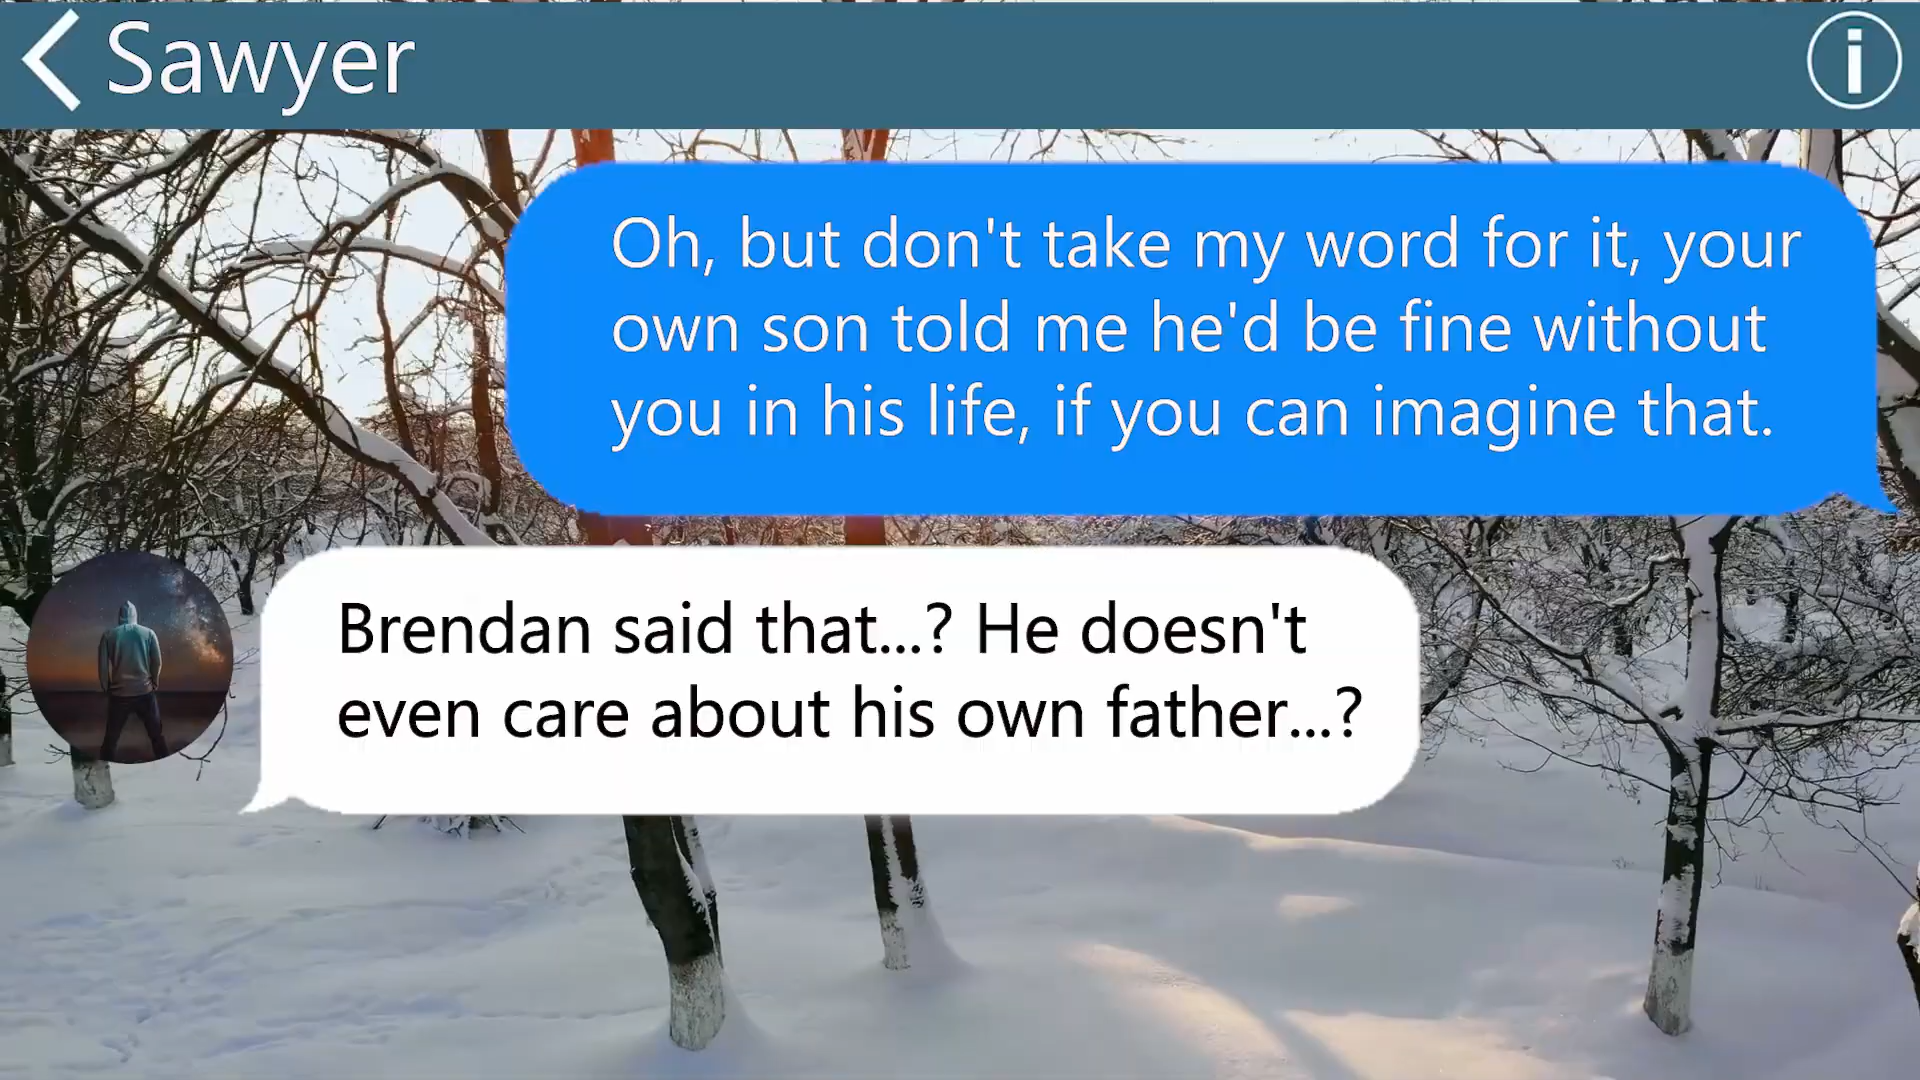 Sawyer
Oh, but don't take my word for it, your
own son told me he'd be fine without
you in his life, if you can imagine that.
Brendan said that...? He doesn't
even care about his own father...?